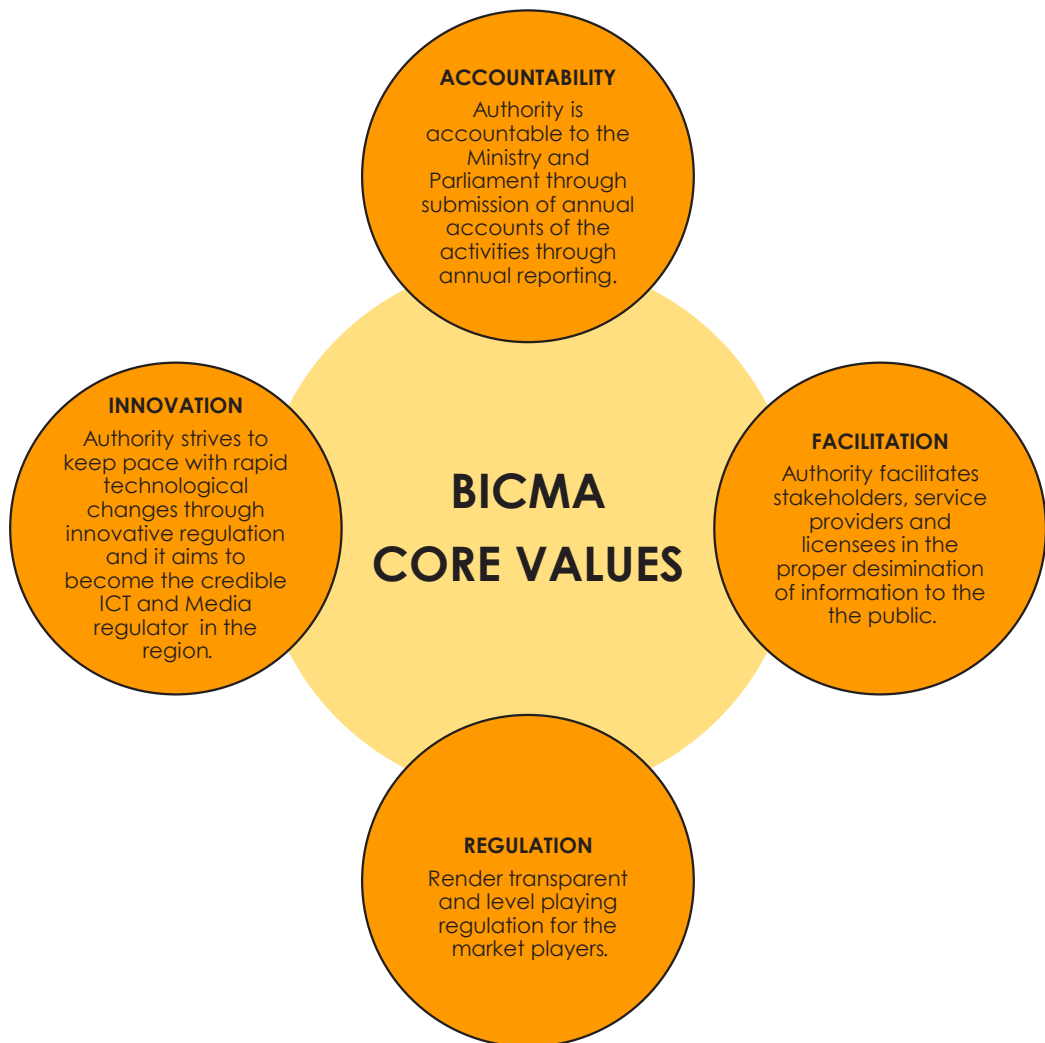 ACCOUNTABILITY
Authority is
accountable to the
Ministry and
Parliament through
submission of annual
accounts of the
activities through
annual reporting.
INNOVATION
Authority strives to
keep pace with rapid
technological
changes through
innovative regulation
and it aims to
become the credible
ICT and Media
regulator in the
region.
BICMA
CORE VALUES
FACILITATION
Authority facilitates
stakeholders, service
providers and
licensees in the
proper desimination
of information to the
the public.
REGULATION
Render transparent
and level playing
regulation for the
market players.